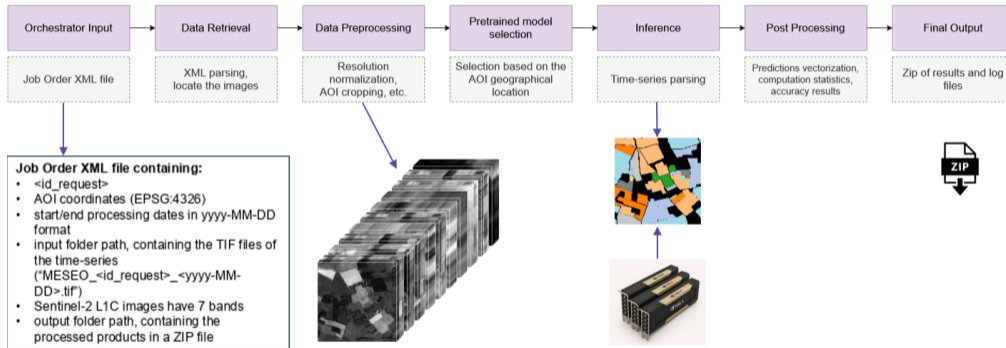 Orchestrator Input
Data Retrieval
Data Preprocessing
Pretrained model
selection
Inference
Post Processing
Final Output
Job Order XML file
XML parsing,
locate the images
Resolution
normalization,
AOI cropping, etc.
Selection based on the
AOI geographical
location
Time-series parsing
Predictions vectorization,
computation statistics,
accuracy results
Zip of results and log
files
Job Order XML file containing:
• <id_request>
• AOI coordinates (EPSG:4326)
• start/end processing dates in yyyy-MM-DD
format
• input folder path, containing the TIF files of
the time-series
("MESEO_<id_request>_<yyyy-MM-
DD>.tif")
• Sentinel-2 L1C images have 7 bands
• output folder path, containing the
processed products in a ZIP file
ZIP